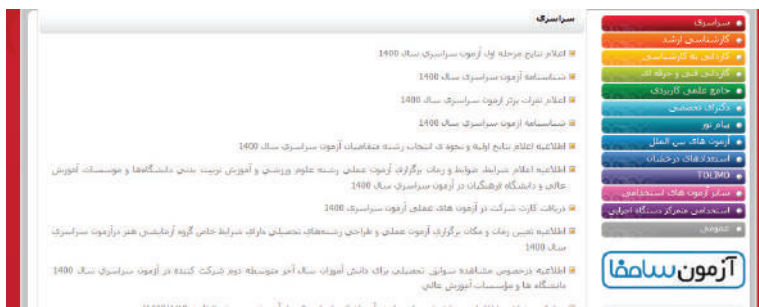 سراسری
اعلام نتایج مرحله اول آزمون سراسری سال 1400
شناسنامه آزمون سراسری سال 1400
اعلام نفرات برتر آزمون سراسری سال 1400
شناسنامه آزمون سراسری سال 1400
اطلاعیه اعلام نتایج اولیه و نحوه ی انتخاب رشته متقاضیان آزمون سراسری سال 1400
اطلاعیه اعلام شرایط، ضوابط و زمان برگزاری آزمون عملی رشته علوم ورزشی و آموزش تربیت بدنی دانشگاهها و موسسات آموزش
عالی و دانشگاه فرهنگیان در آزمون سراسری سال 1400
دریافت کارت شرکت در آزمون های عملی آزمون سراسری 1400
اطلاعیه تعیین زمان و مکان برگزاری آزمون عملی و طراحی رشته‌های تحصیلی دارای شرایط خاص گروه آزمایشی هنر درآزمون سراسری
سال 1400
اطلاعیه درخصوص مشاهده سوابق تحصیلی برای دانش آموزان سال آخر متوسطه دوم شرکت کننده در آزمون سراسری سال 1400
دانشگاه ها و مؤسسات آموزش عالی
سراسری
کارشناسی ارشد
کاردانی به کارشناسی
کاردانی فنی و حرفه ای
جامع علمی کاربردی
دکترای تخصصی
پیام نور
آزمون های بین الملل
استعدادهای درخشان
TOLIMO
سایر آزمون های استخدامی
استخدامی متمرکز دستگاه اجرایی
عمومی
آزمون سامفا